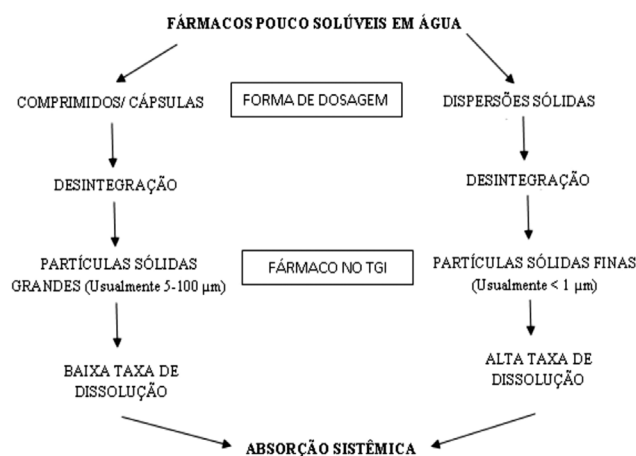 FÁRMACOS POUCO SOLÚVEIS EM ÁGUA
COMPRIMIDOS/ CÁPSULAS
FORMA DE DOSAGEM
DISPERSÕES SÓLIDAS
DESINTEGRAÇÃO
DESINTEGRAÇÃO
PARTÍCULAS SÓLIDAS
GRANDES (Usualmente 5-100 μm)
FÁRMACO NO TGI
PARTÍCULAS SÓLIDAS FINAS
(Usualmente < 1 μm)
BAIXA TAXA DE
DISSOLUÇÃO
ALTA TAXA DE
DISSOLUÇÃO
ABSORÇÃO SISTÊMICA